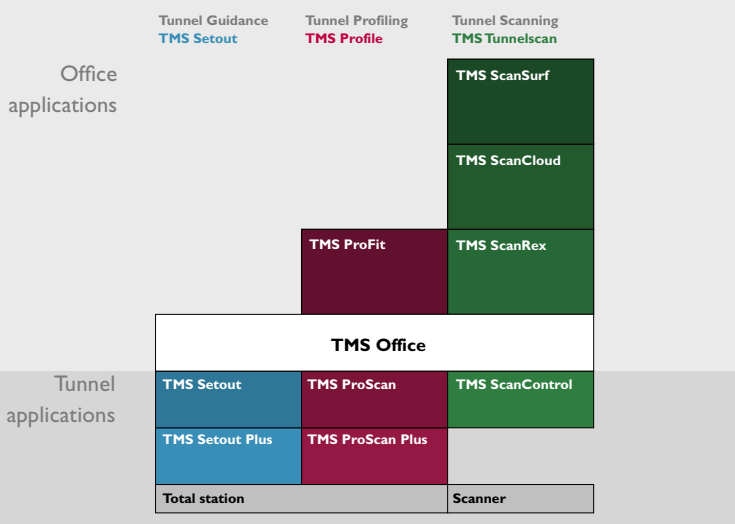 Tunnel Guidance
TMS Setout
Tunnel Profiling
TMS Profile
Tunnel Scanning
TMS Tunnelscan
Office
applications
TMS ScanSurf
TMS ScanCloud
TMS ProFit
TMS ScanRex
TMS Office
Tunnel
applications
TMS Setout
TMS ProScan
TMS ScanControl
TMS Setout Plus
TMS ProScan Plus
Total station
Scanner